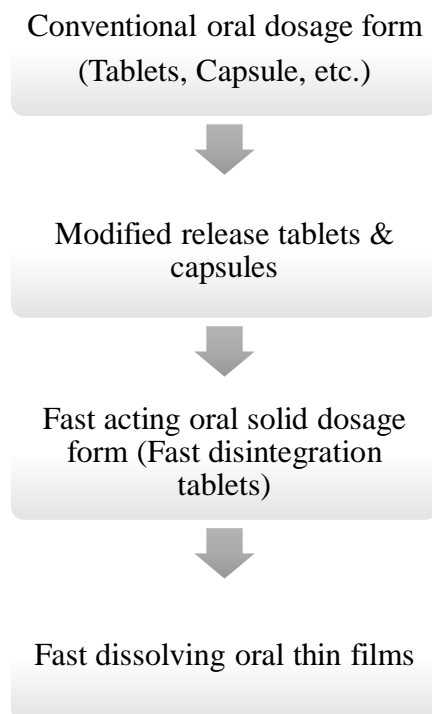 Conventional oral dosage form
(Tablets, Capsule, etc.)
Modified release tablets &
capsules
Fast acting oral solid dosage
form (Fast disintegration
tablets)
Fast dissolving oral thin films